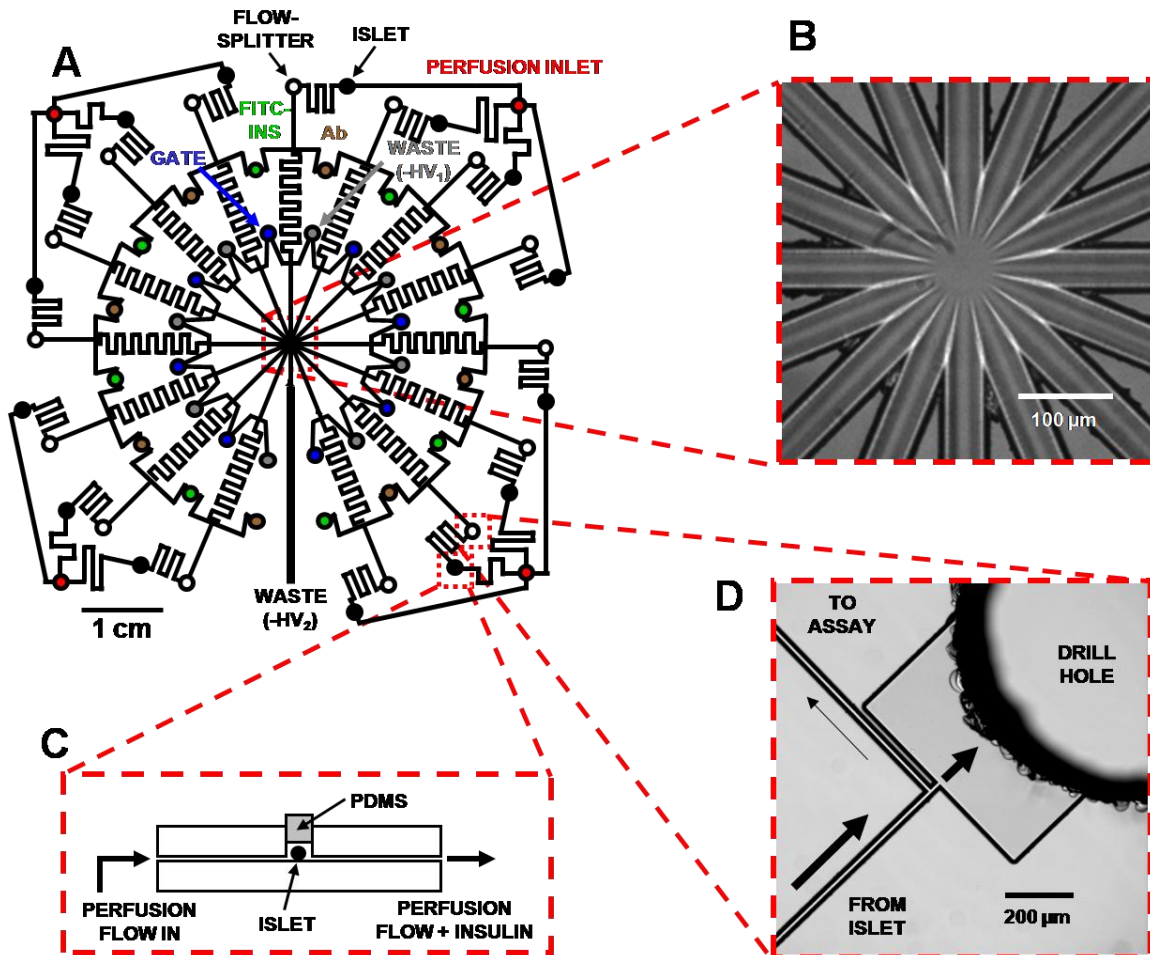 A
FLOW-
SPLITTER
ISLET
PERFUSION INLET
FITC-
INS
Ab
GATE
WASTE
(-HV₁)
WASTE
(-HV₂)
1 cm
B
100 µm
C
PDMS
PERFUSION
FLOW IN
ISLET
PERFUSION
FLOW + INSULIN
D
TO
ASSAY
DRILL
HOLE
FROM
ISLET
200 µm